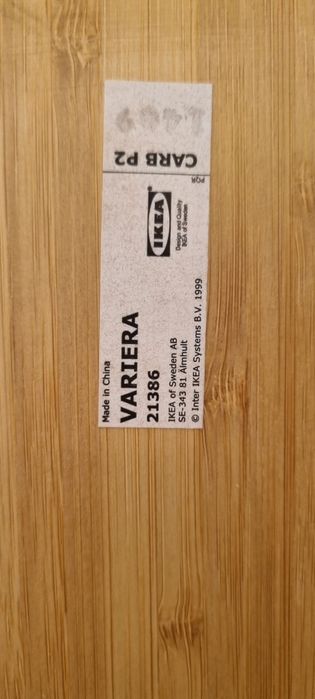 Made in China
VARIERA
21386
IKEA of Sweden AB
SE-343 81 Älmhult
© Inter IKEA Systems B.V. 1999
IKEA
Design and Quality
IKEA of Sweden
PQR
CARB P2